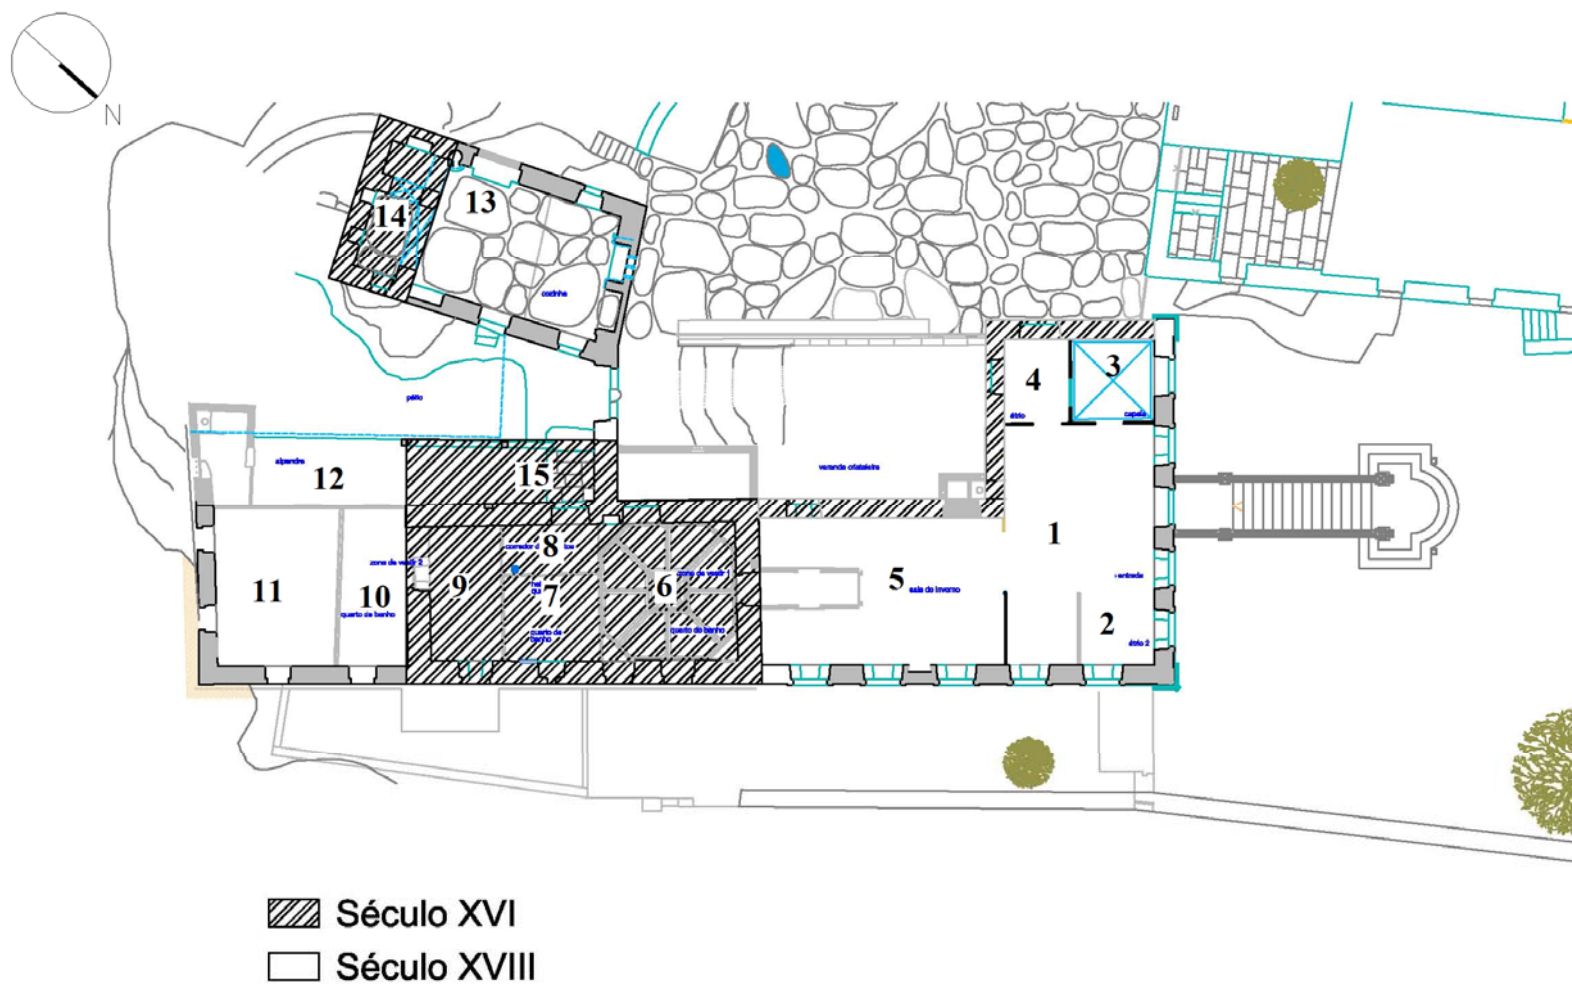 N
14
13
cozinha
3
4
átrio
capela
pátio
alpendre
12
15
varanda
1
8
zona de vestir 2
9
7
6
zona de vestir 1
5
sala de inverno
entrada
11
10
quarto de banho
quarto de
banho
quarto de banho
2
átrio 2
Século XVI
Século XVIII